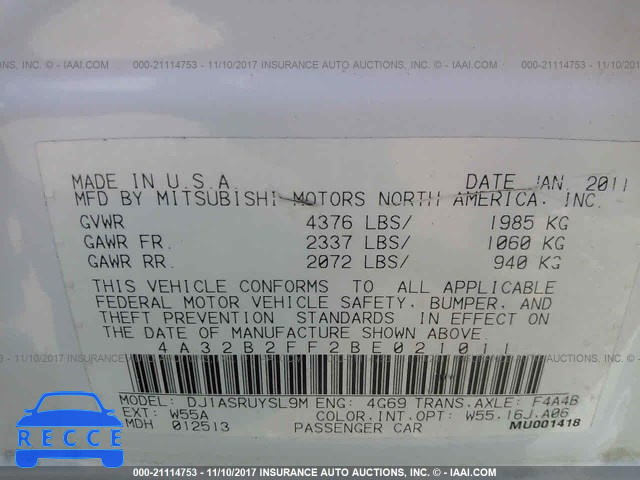 000-21114753 - 11/10/2017 INSURANCE AUTO AUCTIONS, INC. © - IAAI.COM
MADE IN U.S.A. DATE JAN. 2011
MFD BY MITSUBISHI MOTORS NORTH AMERICA, INC.
GVWR 4376 LBS/ 1985 KG
GAWR FR. 2337 LBS/ 1060 KG
GAWR RR. 2072 LBS/ 940 KG
THIS VEHICLE CONFORMS TO ALL APPLICABLE
FEDERAL MOTOR VEHICLE SAFETY, BUMPER, AND
THEFT PREVENTION STANDARDS IN EFFECT ON
THE DATE OF MANUFACTURE SHOWN ABOVE.
4A32B2FF2BE021011
MODEL: DJ1ASRUYSL9M ENG: 4G69 TRANS.AXLE: F4A4B
EXT: W55A COLOR.INT.OPT: W55.16J.A06
MDH 012513 PASSENGER CAR MU001418
000-21114753 - 11/10/2017 INSURANCE AUTO AUCTIONS, INC. © - IAAI.COM
000-21114753 - 11/10/2017 INSURANCE AUTO AUCTIONS, INC. © - IAAI.COM